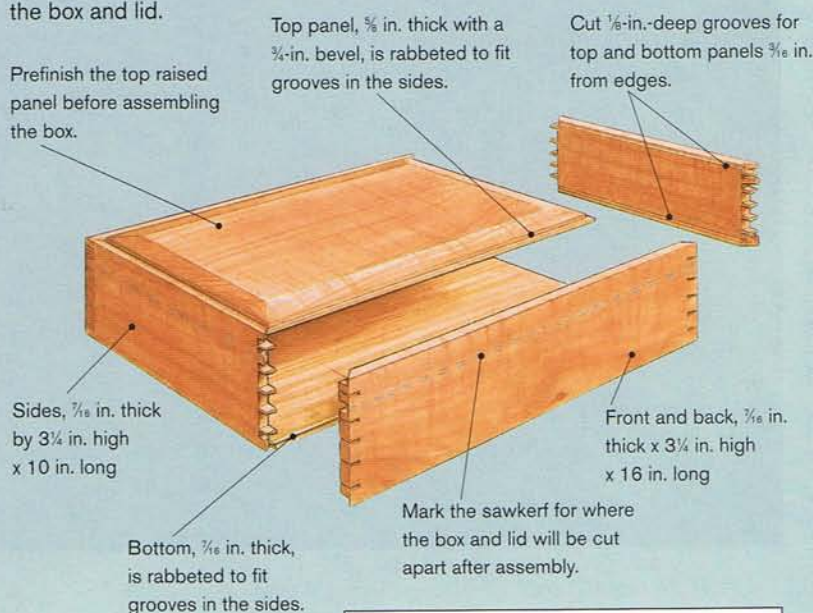 the box and lid.
Prefinish the top raised
panel before assembling
the box.
Top panel, ⅝ in. thick with a
¾-in. bevel, is rabbeted to fit
grooves in the sides.
Cut ⅛-in.-deep grooves for
top and bottom panels 3⁄16 in.
from edges.
Sides, 7⁄16 in. thick
by 3¼ in. high
x 10 in. long
Bottom, 7⁄16 in. thick,
is rabbeted to fit
grooves in the sides.
Mark the sawkerf for where
the box and lid will be cut
apart after assembly.
Front and back, 7⁄16 in.
thick x 3¼ in. high
x 16 in. long